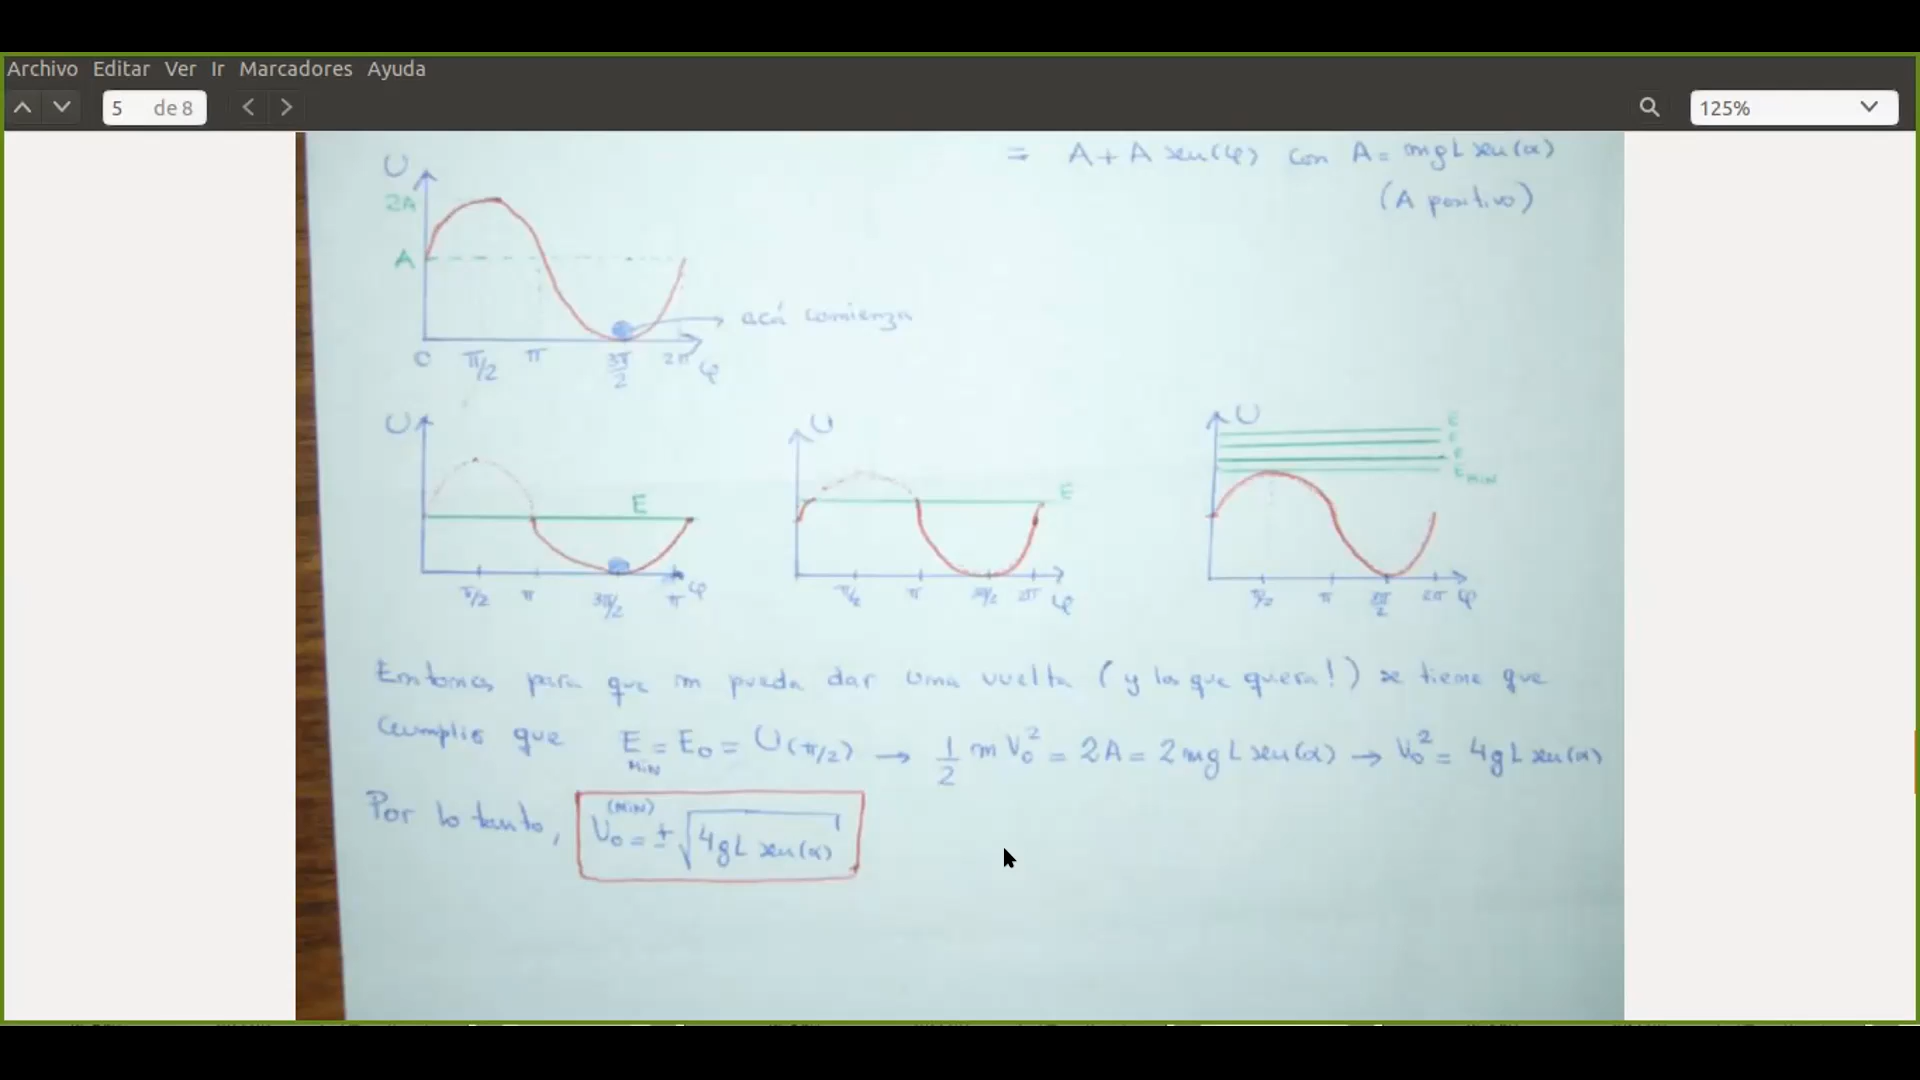 Archivo Editar Ver Ir Marcadores Ayuda
5 de 8
125%
= A + A sen(φ) con A = mgL sen(α)
(A positivo)
U
2A
A
acá comienza
0 π/2 π 3π/2 2π φ
U
E
π/2 π 3π/2 π φ
U
E
π/2 π 3π/2 2π φ
U
E
E
E
E MIN
π/2 π 3π/2 2π φ
Entonces para que m pueda dar una vuelta (y las que quiera!) se tiene que
cumplir que E MIN = E₀ = U(π/2) → 1/2 m V₀² = 2A = 2mgL sen(α) → V₀² = 4gL sen(α)
Por lo tanto, V₀ (MIN) = ± √4gL sen(α)